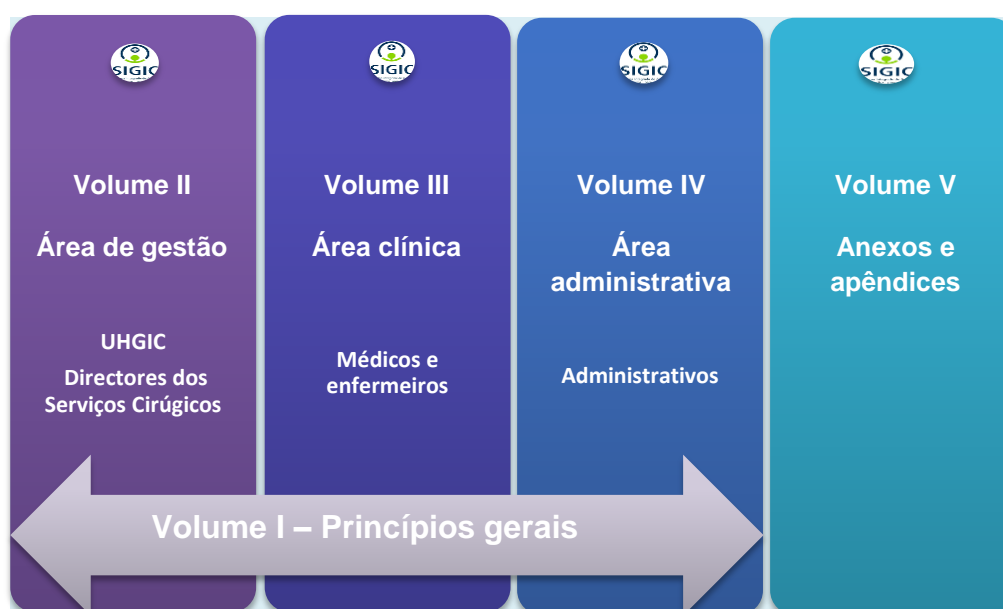 SIGIC
Volume II
Área de gestão
UHGIC
Directores dos
Serviços Cirúgicos
SIGIC
Volume III
Área clínica
Médicos e
enfermeiros
SIGIC
Volume IV
Área
administrativa
Administrativos
SIGIC
Volume V
Anexos e
apêndices
Volume I – Princípios gerais